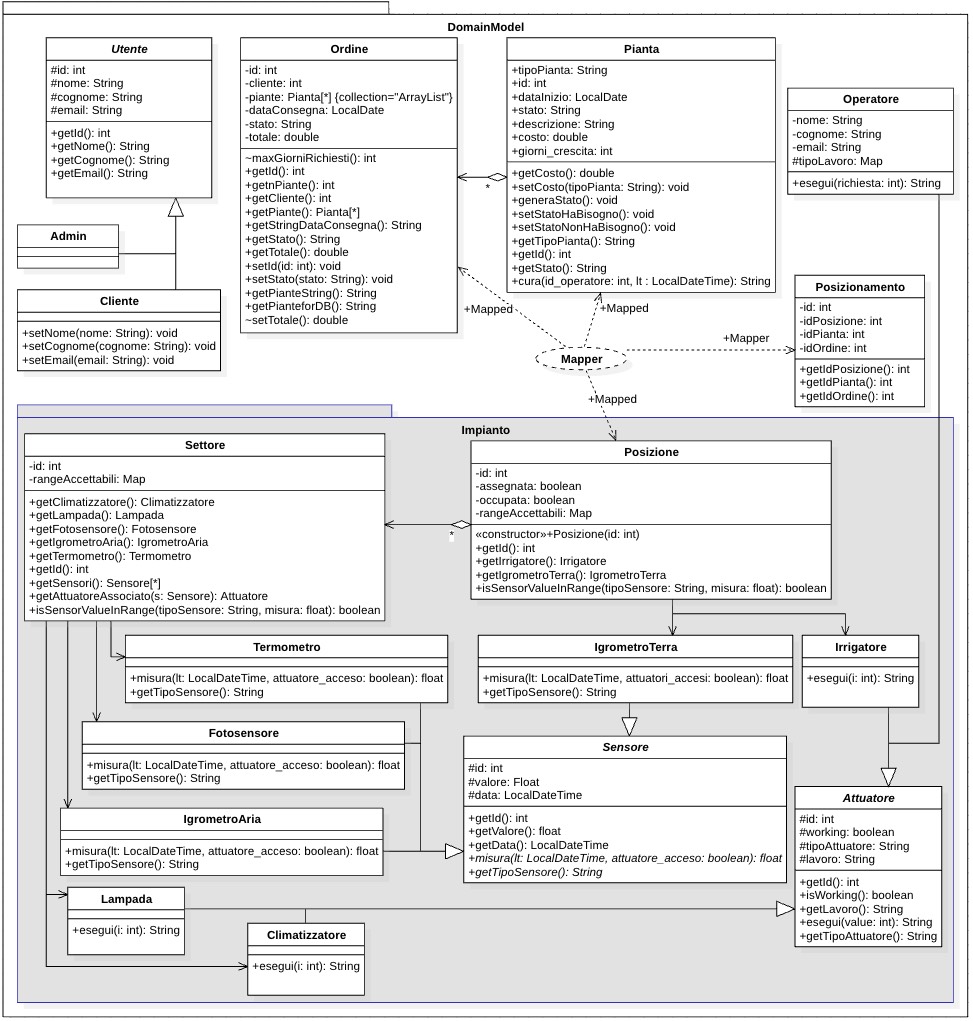 DomainModel
Utente
#id: int
#nome: String
#cognome: String
#email: String
+getId(): int
+getNome(): String
+getCognome(): String
+getEmail(): String
Admin
Cliente
+setNome(nome: String): void
+setCognome(cognome: String): void
+setEmail(email: String): void
Ordine
-id: int
-cliente: int
-piante: Pianta[*] {collection="ArrayList"}
-dataConsegna: LocalDate
-stato: String
-totale: double
~maxGiorniRichiesti(): int
+getId(): int
+getnPiante(): int
+getCliente(): int
+getPiante(): Pianta[*]
+getStringDataConsegna(): String
+getStato(): String
+getTotale(): double
+setId(id: int): void
+setStato(stato: String): void
+getPianteString(): String
+getPianteforDB(): String
~setTotale(): double
*
Pianta
+tipoPianta: String
+id: int
+dataInizio: LocalDate
+stato: String
+descrizione: String
+costo: double
+giorni_crescita: int
+getCosto(): double
+setCosto(tipoPianta: String): void
+generaStato(): void
+setStatoHaBisogno(): void
+setStatoNonHaBisogno(): void
+getTipoPianta(): String
+getId(): int
+getStato(): String
+cura(id_operatore: int, lt : LocalDateTime): String
Operatore
-nome: String
-cognome: String
-email: String
#tipoLavoro: Map
+esegui(richiesta: int): String
Posizionamento
-id: int
-idPosizione: int
-idPianta: int
-idOrdine: int
+getIdPosizione(): int
+getIdPianta(): int
+getIdOrdine(): int
+Mapped
+Mapped
+Mapper
Mapper
+Mapped
Impianto
Settore
-id: int
-rangeAccettabili: Map
+getClimatizzatore(): Climatizzatore
+getLampada(): Lampada
+getFotosensore(): Fotosensore
+getIgrometroAria(): IgrometroAria
+getTermometro(): Termometro
+getId(): int
+getSensori(): Sensore[*]
+getAttuatoreAssociato(s: Sensore): Attuatore
+isSensorValueInRange(tipoSensore: String, misura: float): boolean
*
Posizione
-id: int
-assegnata: boolean
-occupata: boolean
-rangeAccettabili: Map
«constructor»+Posizione(id: int)
+getId(): int
+getIrrigatore(): Irrigatore
+getIgrometroTerra(): IgrometroTerra
+isSensorValueInRange(tipoSensore: String, misura: float): boolean
Termometro
+misura(lt: LocalDateTime, attuatore_acceso: boolean): float
+getTipoSensore(): String
IgrometroTerra
+misura(lt: LocalDateTime, attuatori_accesi: boolean): float
+getTipoSensore(): String
Irrigatore
+esegui(i: int): String
Fotosensore
+misura(lt: LocalDateTime, attuatore_acceso: boolean): float
+getTipoSensore(): String
Sensore
#id: int
#valore: Float
#data: LocalDateTime
+getId(): int
+getValore(): float
+getData(): LocalDateTime
+misura(lt: LocalDateTime, attuatore_acceso: boolean): float
+getTipoSensore(): String
IgrometroAria
+misura(lt: LocalDateTime, attuatore_acceso: boolean): float
+getTipoSensore(): String
Attuatore
#id: int
#working: boolean
#tipoAttuatore: String
#lavoro: String
+getId(): int
+isWorking(): boolean
+getLavoro(): String
+esegui(value: int): String
+getTipoAttuatore(): String
Lampada
+esegui(i: int): String
Climatizzatore
+esegui(i: int): String